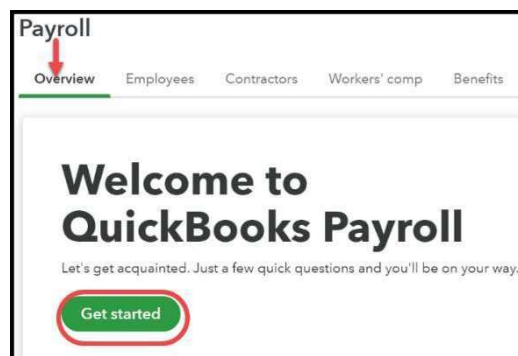 Payroll
Overview Employees Contractors Workers' comp Benefits
Welcome to
QuickBooks Payroll
Let's get acquainted. Just a few quick questions and you'll be on your way.
Get started